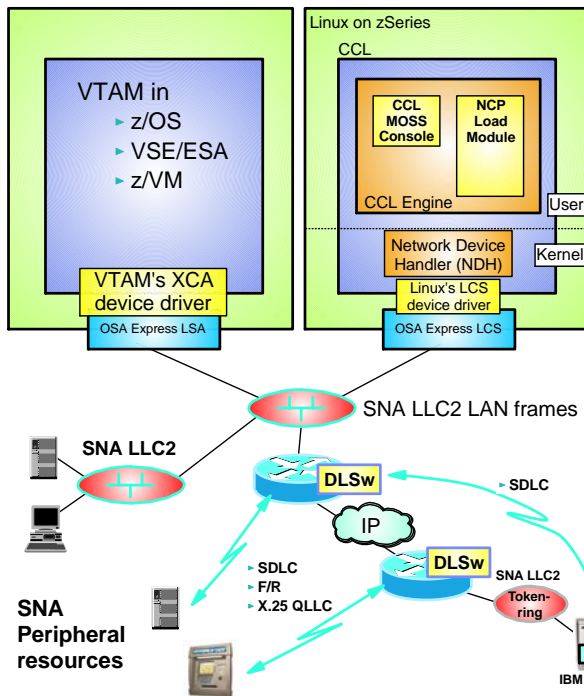 VTAM in
z/OS
VSE/ESA
z/VM
VTAM's XCA
device driver
OSA Express LSA
Linux on zSeries
CCL
CCL
MOSS
Console
NCP
Load
Module
CCL Engine
User
Network Device
Handler (NDH)
Kernel
Linux's LCS
device driver
OSA Express LCS
SNA LLC2 LAN frames
SNA LLC2
DLSw
SDLC
IP
DLSw
SDLC
F/R
X.25 QLLC
SNA LLC2
Token-
ring
SNA
Peripheral
resources
IBM